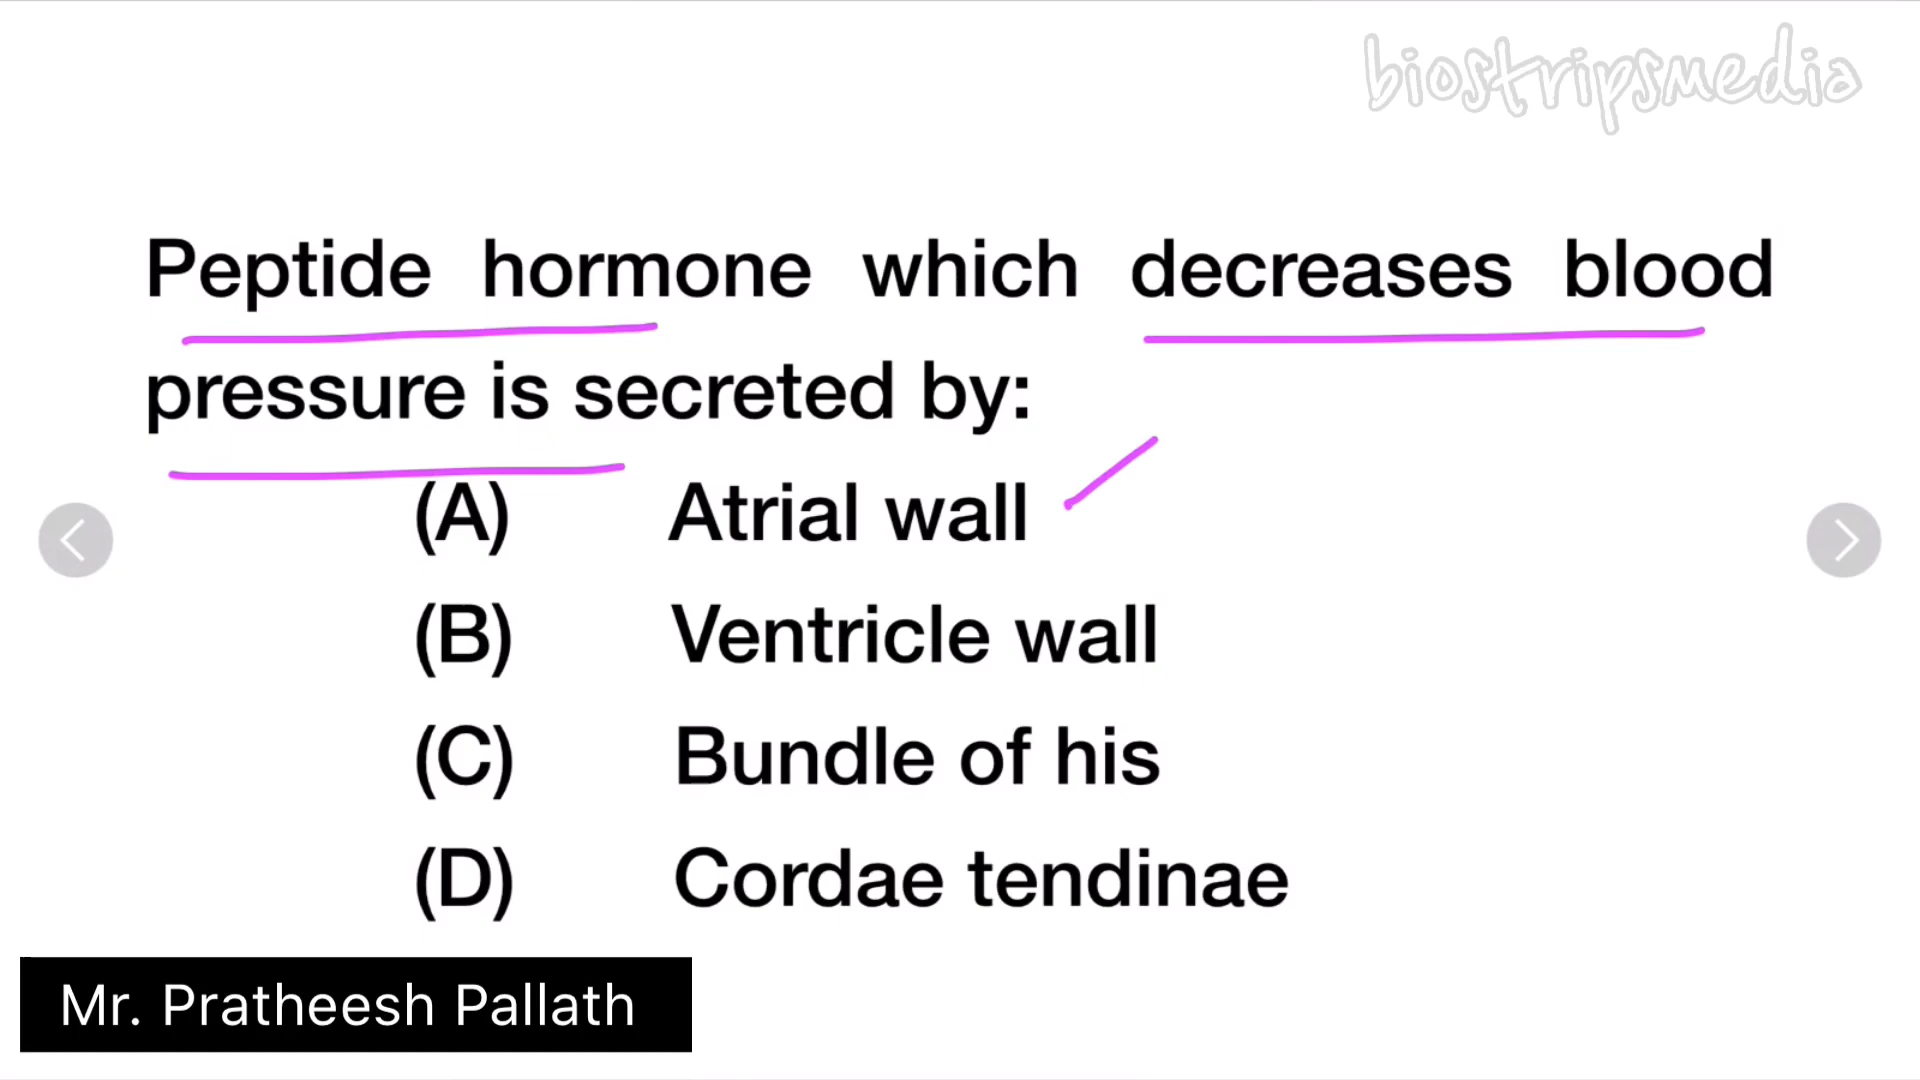 biostripsmedia
Peptide hormone which decreases blood
pressure is secreted by:
(A) Atrial wall
(B) Ventricle wall
(C) Bundle of his
(D) Cordae tendinae
Mr. Pratheesh Pallath